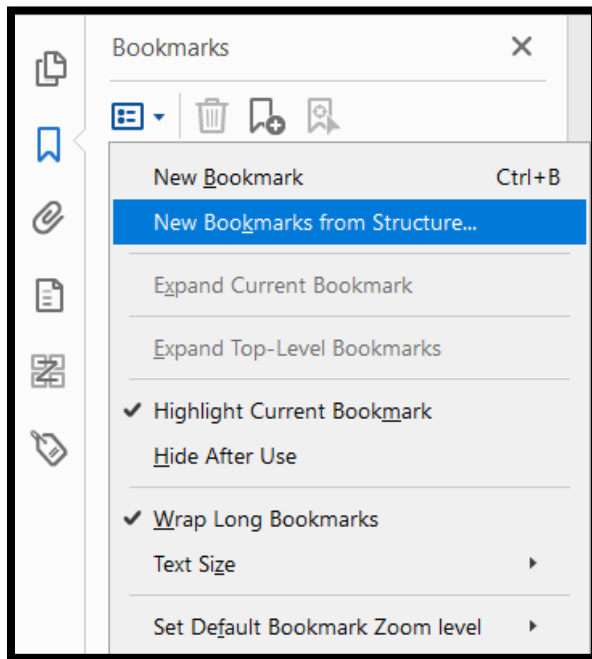 Bookmarks
New Bookmark Ctrl+B
New Bookmarks from Structure...
Expand Current Bookmark
Expand Top-Level Bookmarks
Highlight Current Bookmark
Hide After Use
Wrap Long Bookmarks
Text Size
Set Default Bookmark Zoom level